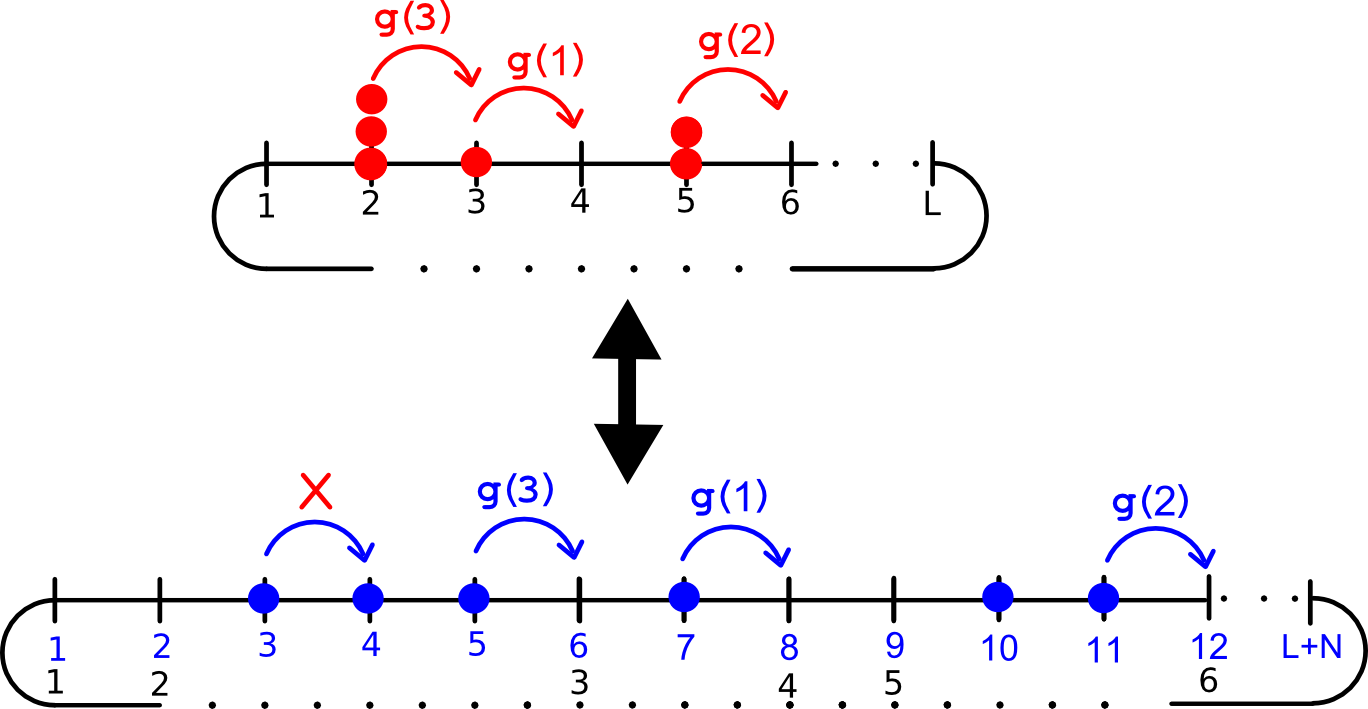 g(3)
g(1)
g(2)
1 2 3 4 5 6 L
X
g(3)
g(1)
g(2)
1 2 3 4 5 6 7 8 9 10 11 12 L+N
1 2 3 4 5 6